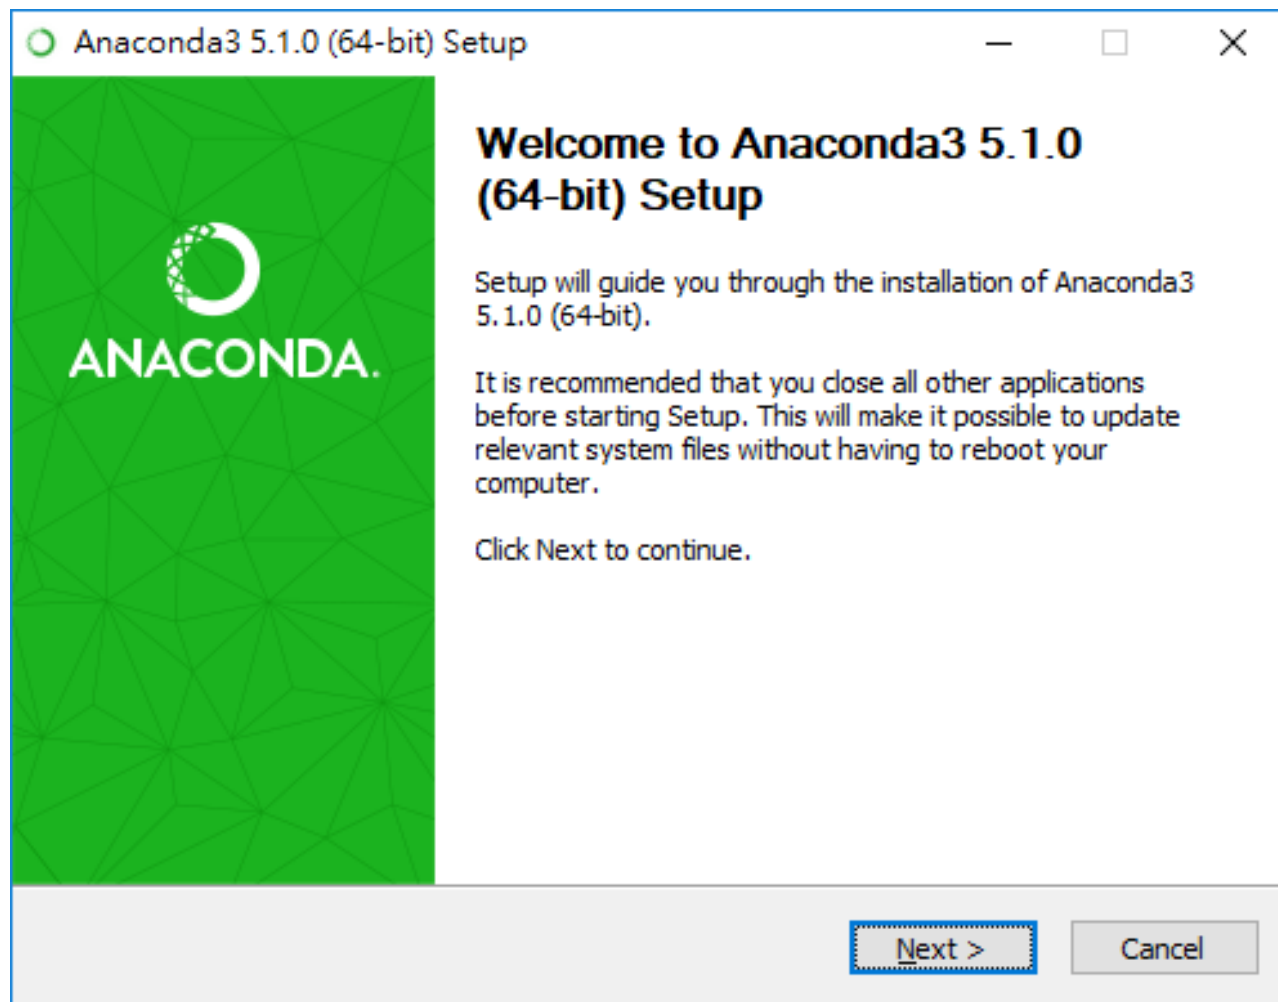 Anaconda3 5.1.0 (64-bit) Setup
ANACONDA.
Welcome to Anaconda3 5.1.0
(64-bit) Setup
Setup will guide you through the installation of Anaconda3
5.1.0 (64-bit).
It is recommended that you close all other applications
before starting Setup. This will make it possible to update
relevant system files without having to reboot your
computer.
Click Next to continue.
Next >
Cancel